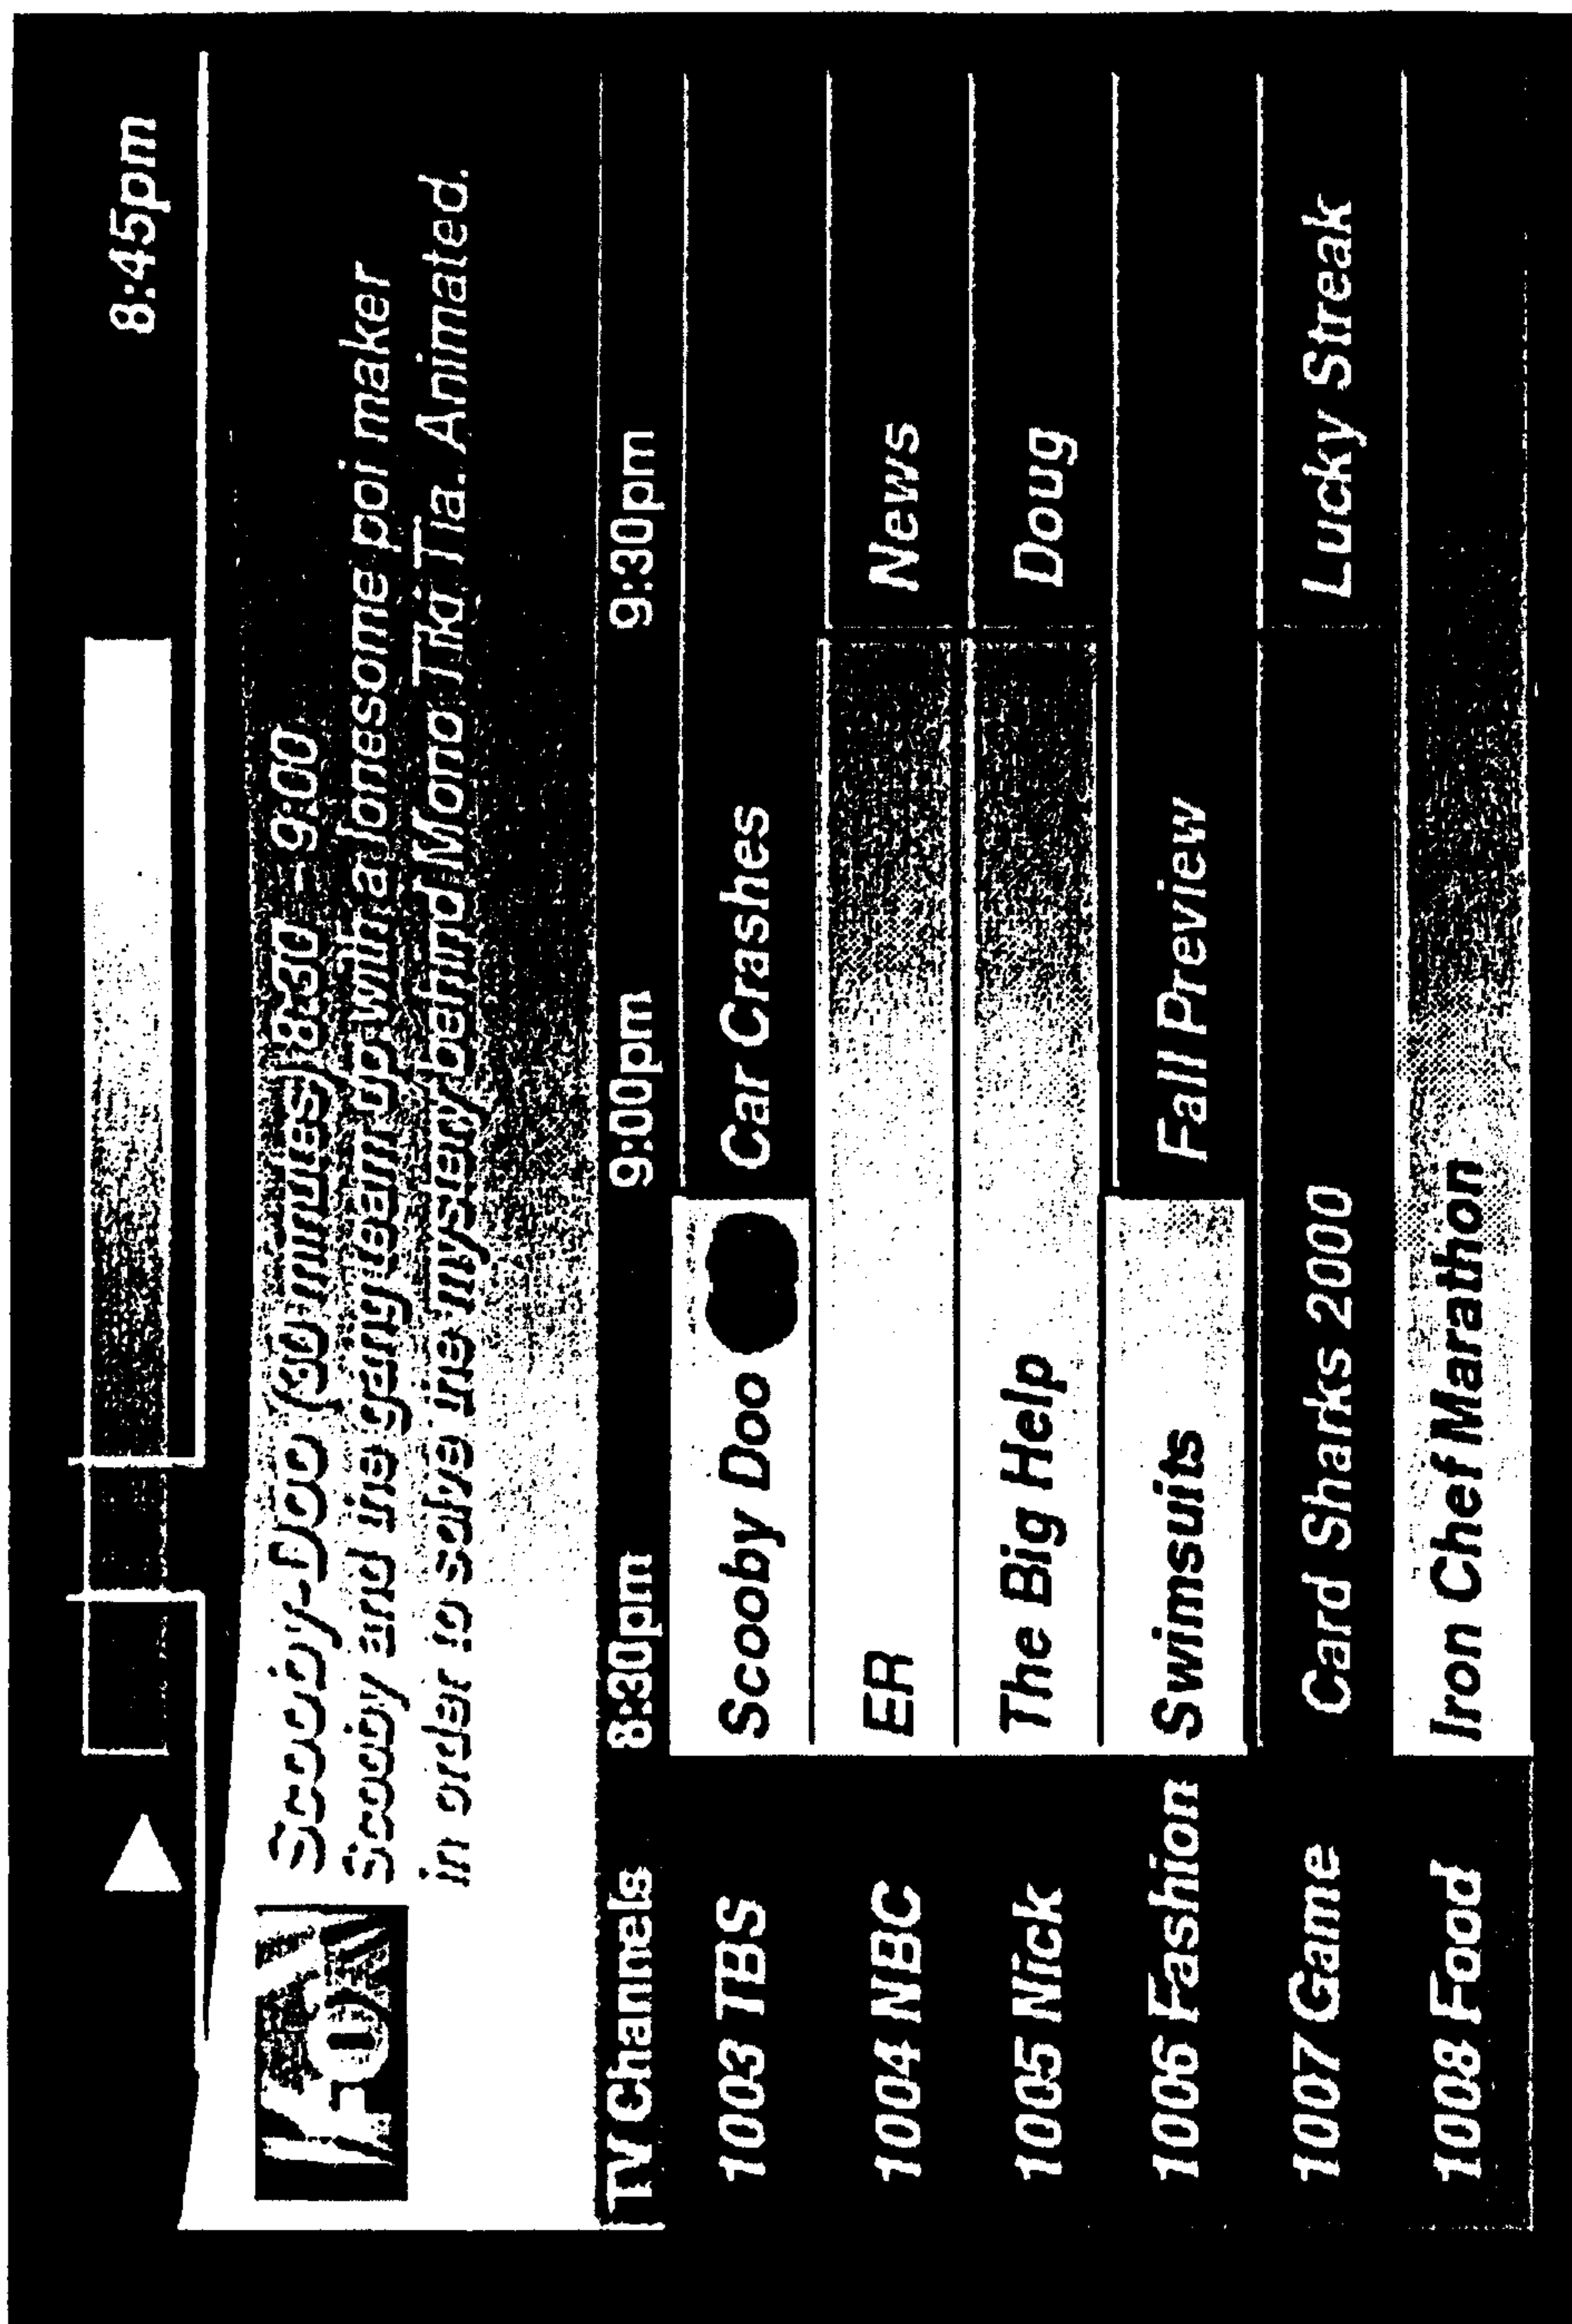 8:45pm
FOX
Scooby-Doo (30 minutes) 8:30 - 9:00
Scooby and the gang team up with a lonesome poi maker
in order to solve the mystery behind Mono Tiki Tia. Animated.
TV Channels 8:30pm 9:00pm 9:30pm
1003 TBS Scooby Doo Car Crashes
1004 NBC ER News
1005 Nick The Big Help Doug
1006 Fashion Swimsuits Fall Preview
1007 Game Card Sharks 2000 Lucky Streak
1008 Food Iron Chef Marathon